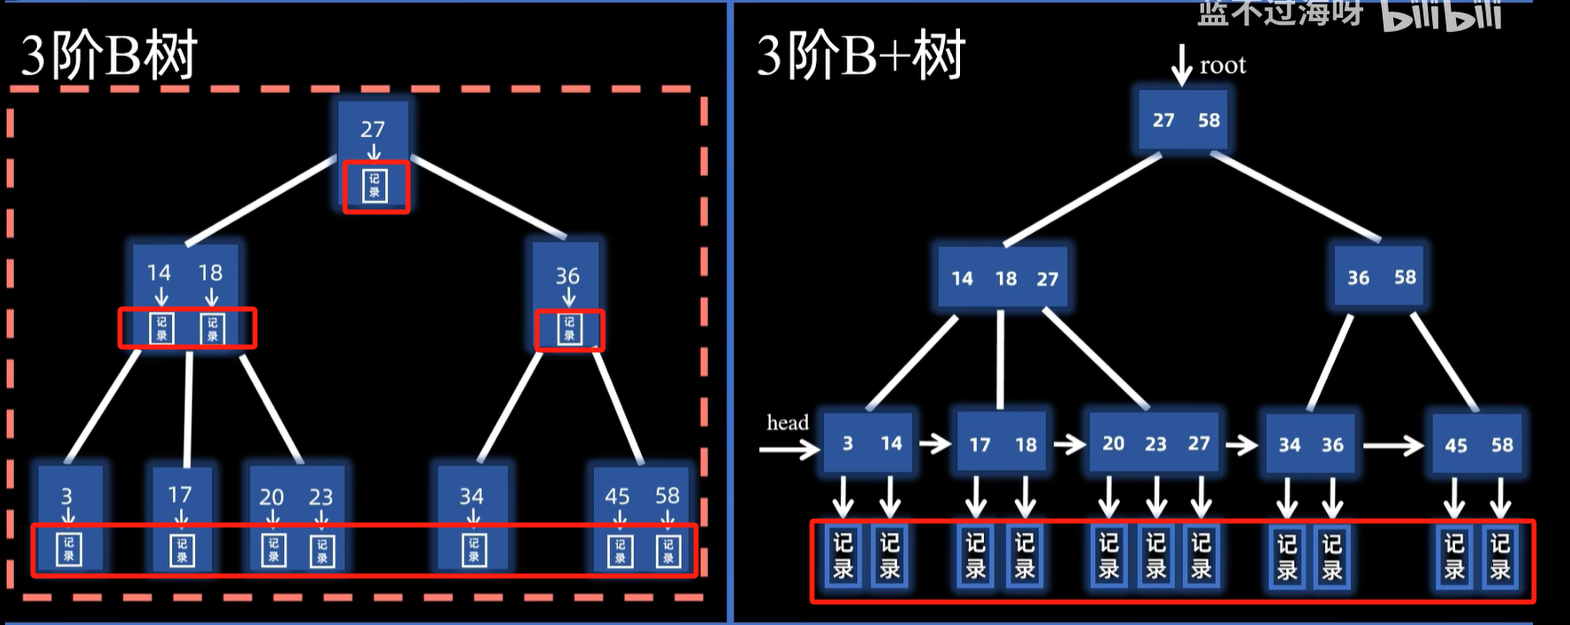 蓝不过海呀 bilibili
3阶B树
27
记录
14 18
记录 记录
36
记录
3
记录
17
记录
20 23
记录 记录
34
记录
45 58
记录 记录
3阶B+树
root
27 58
14 18 27
36 58
head
3 14
17 18
20 23 27
34 36
45 58
记录 记录 记录 记录 记录 记录 记录 记录 记录 记录 记录